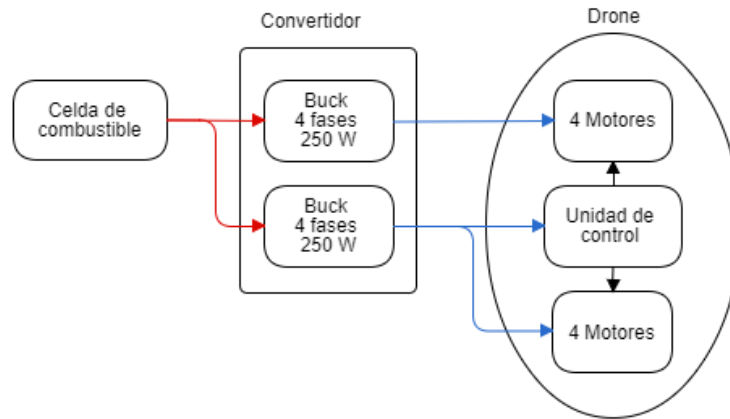 Convertidor
Drone
Celda de
combustible
Buck
4 fases
250 W
4 Motores
Buck
4 fases
250 W
Unidad de
control
4 Motores